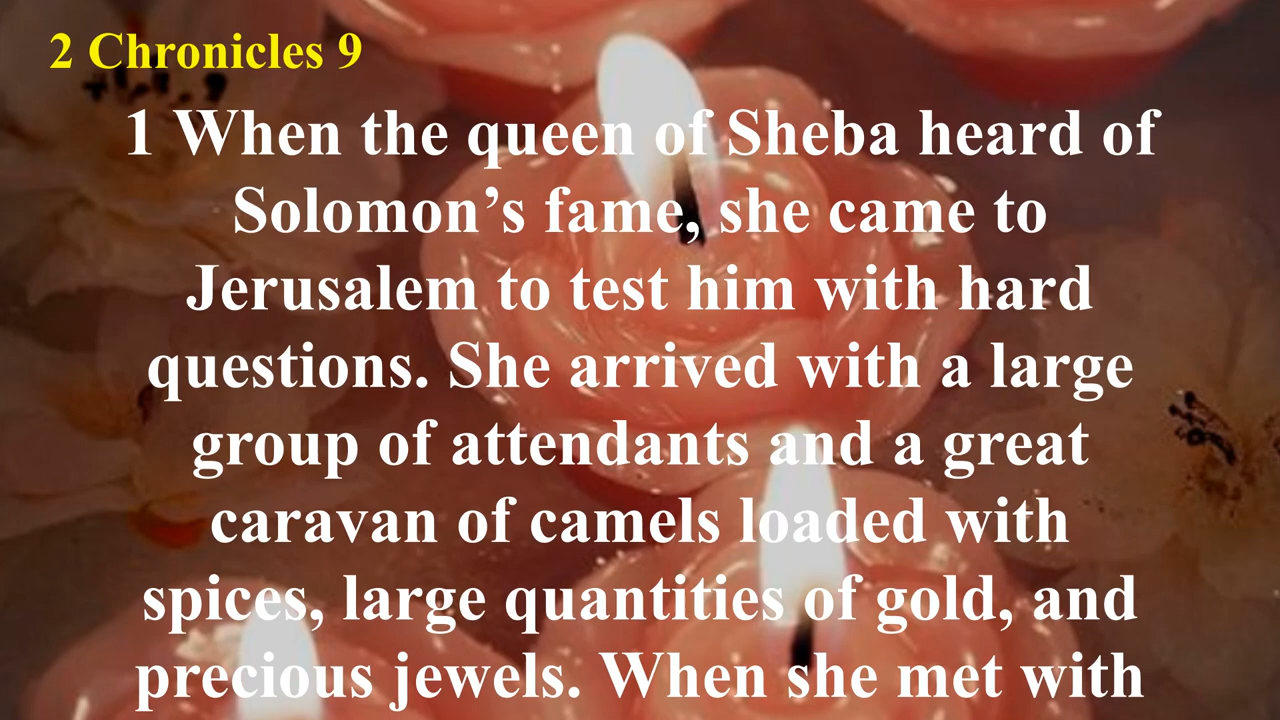 2 Chronicles 9
1 When the queen of Sheba heard of
Solomon’s fame, she came to
Jerusalem to test him with hard
questions. She arrived with a large
group of attendants and a great
caravan of camels loaded with
spices, large quantities of gold, and
precious jewels. When she met with